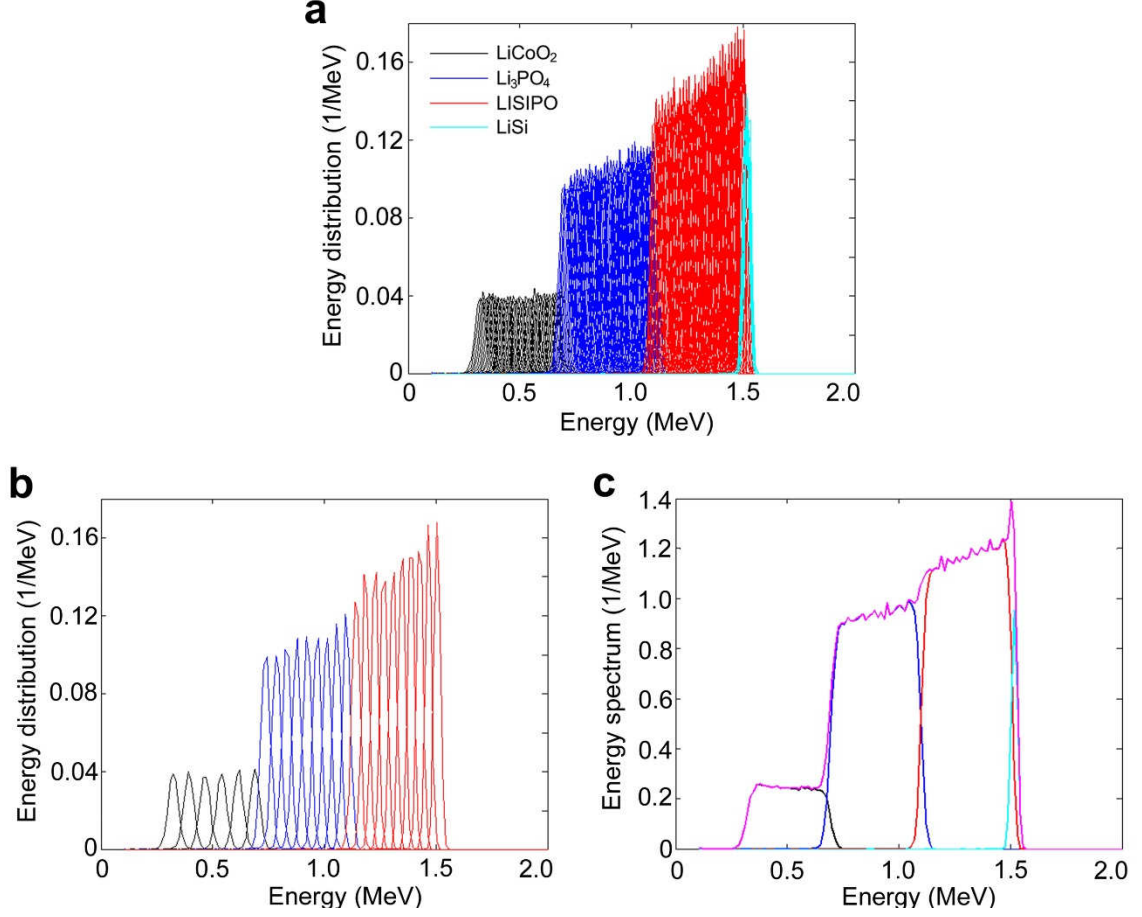 a
Energy distribution (1/MeV)
0.16
0.12
0.08
0.04
0
LiCoO₂
Li₃PO₄
LISIPO
LiSi
0.5
1.0
1.5
2.0
Energy (MeV)
b
Energy distribution (1/MeV)
0.16
0.12
0.08
0.04
0
0.5
1.0
1.5
2.0
Energy (MeV)
c
Energy spectrum (1/MeV)
1.4
1.2
1.0
0.8
0.6
0.4
0.2
0
0.5
1.0
1.5
2.0
Energy (MeV)